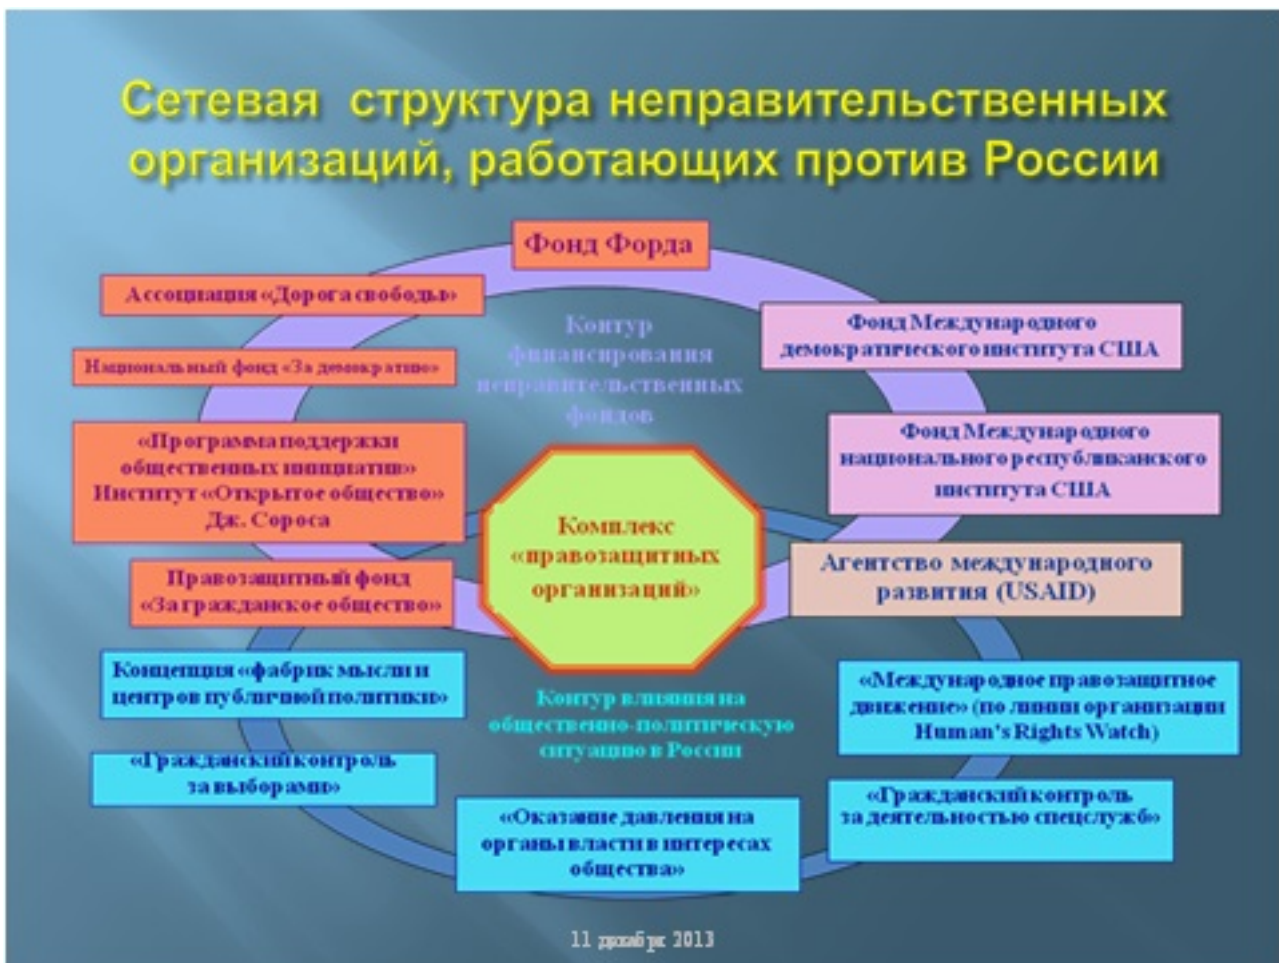 Сетевая структура неправительственных
организаций, работающих против России
Фонд Форда
Ассоциация «Дорога свободы»
Национальный фонд «За демократию»
«Программа поддержки
общественных инициатив»
Институт «Открытое общество»
Дж. Сороса
Правозащитный фонд
«За гражданское общество»
Контур
финансирования
неправительственных
фондов
Фонд Международного
демократического института США
Фонд Международного
национального республиканского
института США
Агентство международного
развития (USAID)
Комплекс
«правозащитных
организаций»
Концепция «фабрик мысли и
центров публичной политики»
«Гражданский контроль
за выборами»
Контур влияния на
общественно-политическую
ситуацию в России
«Оказание давления на
органы власти в интересах
общества»
«Международное правозащитное
движение» (по линии организации
Human's Rights Watch)
«Гражданский контроль
за деятельностью спецслужб»
11 декабря 2013